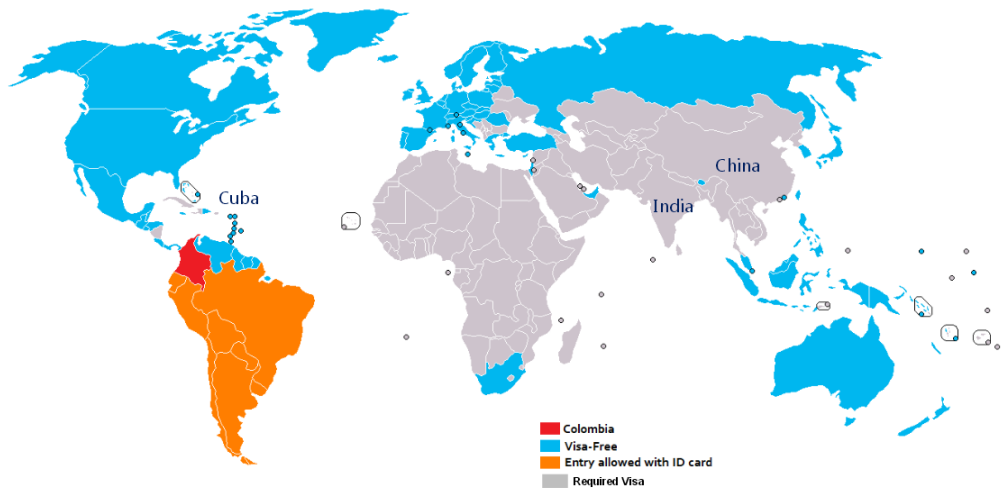 China
Cuba
India
Colombia
Visa-Free
Entry allowed with ID card
Required Visa